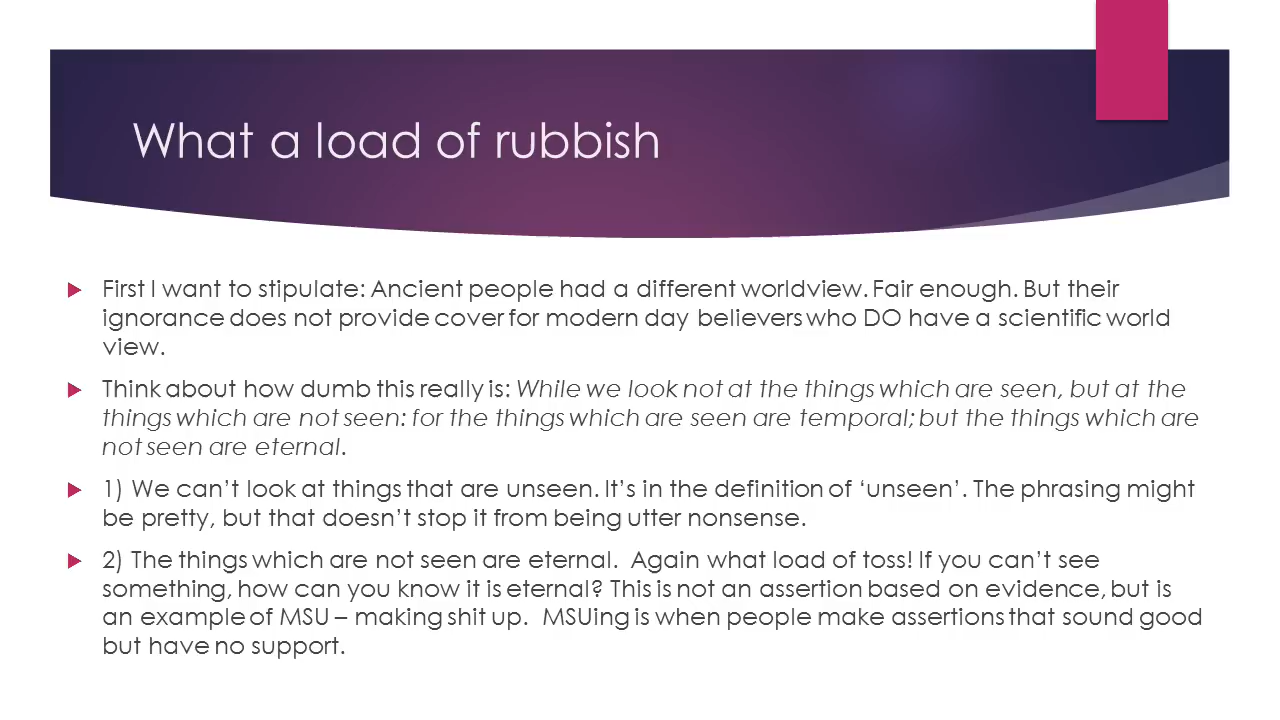 What a load of rubbish
First I want to stipulate: Ancient people had a different worldview. Fair enough. But their
ignorance does not provide cover for modern day believers who DO have a scientific world
view.
Think about how dumb this really is: While we look not at the things which are seen, but at the
things which are not seen: for the things which are seen are temporal; but the things which are
not seen are eternal.
1) We can’t look at things that are unseen. It’s in the definition of ‘unseen’. The phrasing might
be pretty, but that doesn’t stop it from being utter nonsense.
2) The things which are not seen are eternal.  Again what load of toss! If you can’t see
something, how can you know it is eternal? This is not an assertion based on evidence, but is
an example of MSU – making shit up.  MSUing is when people make assertions that sound good
but have no support.